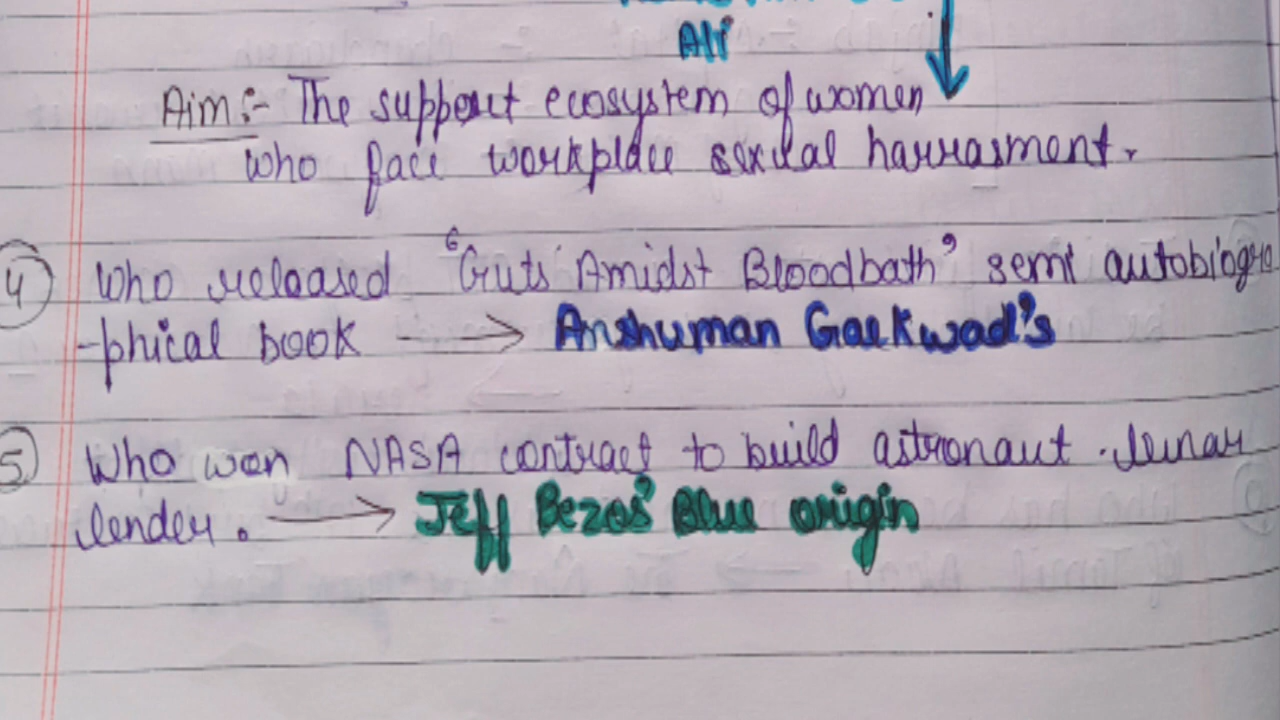 Ali
Aim:- The support ecosystem of women
who face workplace sexual harrasment.
4 Who released 'Guts Amidst Bloodbath' semi autobiogra
-phical book → Anshuman Gaekwad's
5 Who won NASA contract to build astronaut lunar
lender. → Jeff Bezos' Blue origin